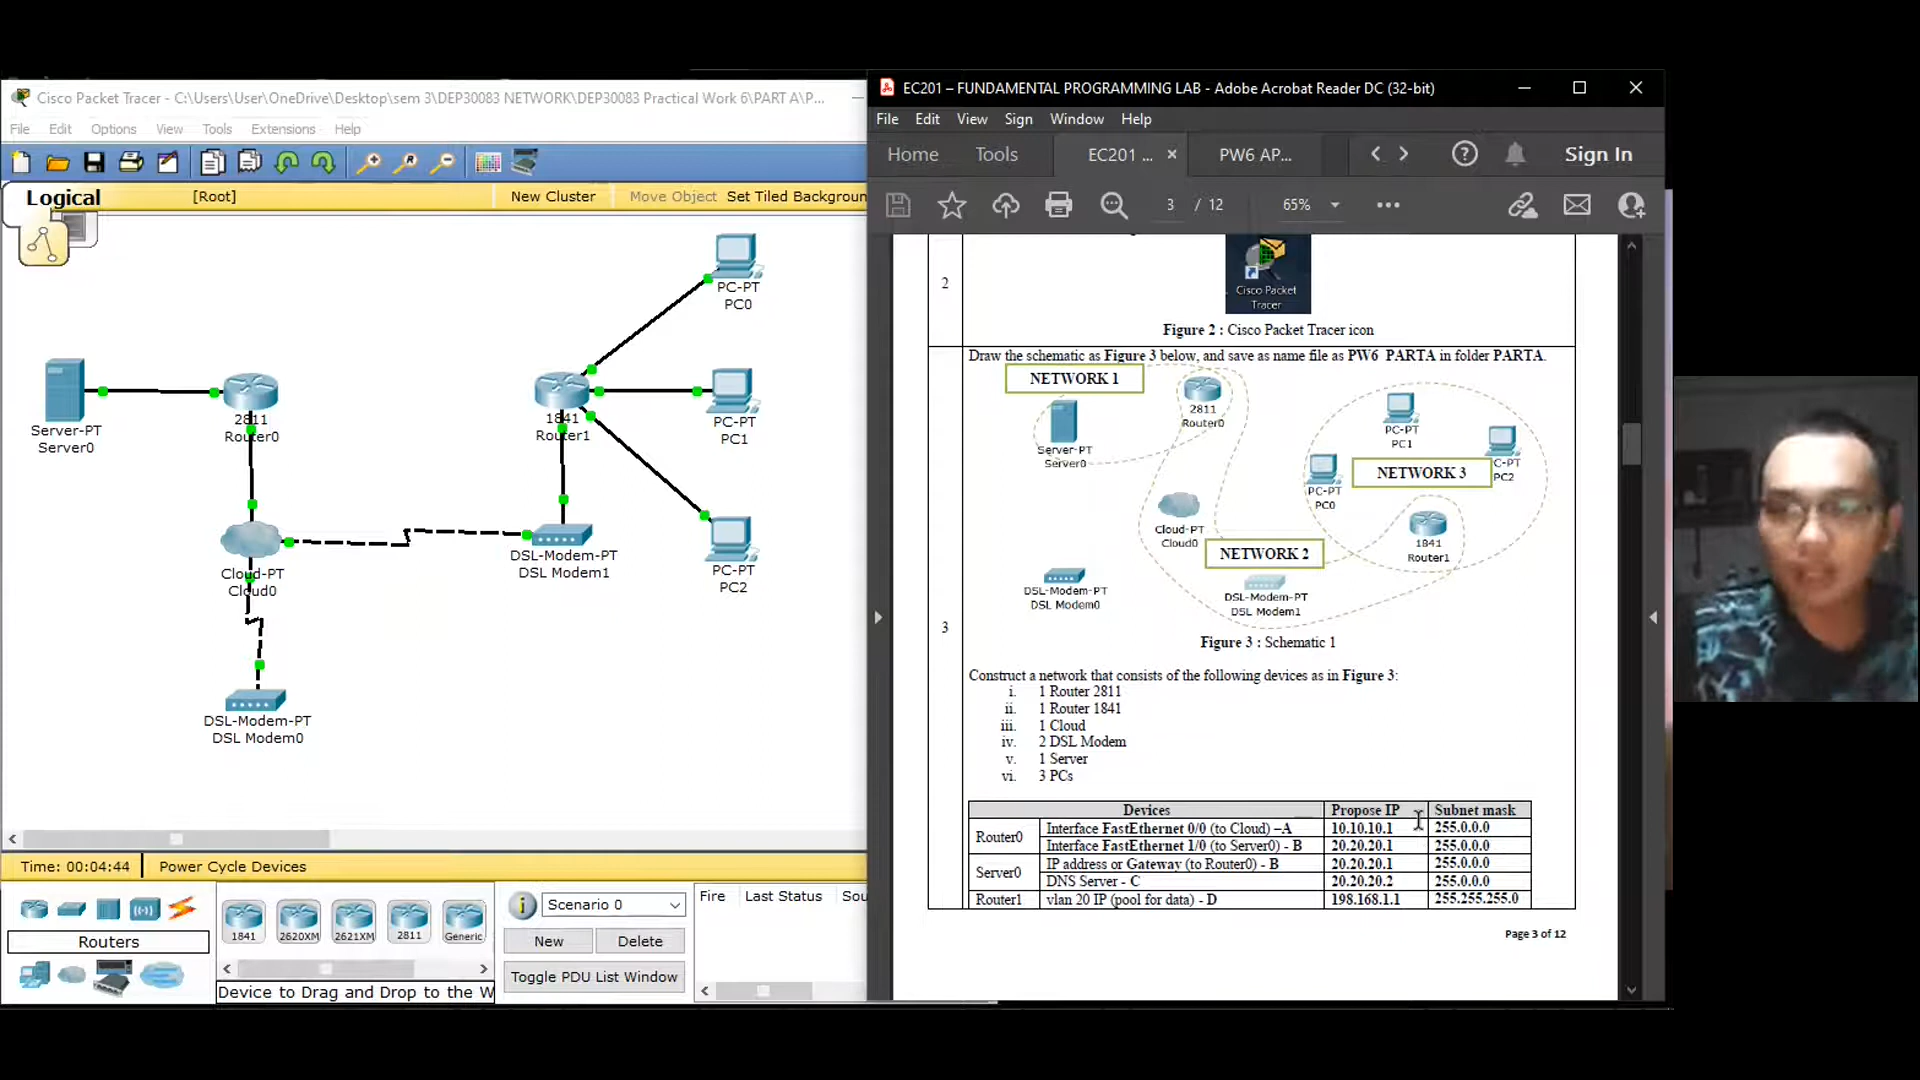 Cisco Packet Tracer - C:\Users\User\OneDrive\Desktop\sem 3\DEP30083 NETWORK\DEP30083 Practical Work 6\PART A\P...
File Edit Options View Tools Extensions Help
Logical
[Root]
New Cluster
Move Object
Set Tiled Backgroun
PC-PT
PC0
Server-PT
Server0
2811
Router0
1841
Router1
PC-PT
PC1
Cloud-PT
Cloud0
DSL-Modem-PT
DSL Modem1
PC-PT
PC2
DSL-Modem-PT
DSL Modem0
Time: 00:04:44
Power Cycle Devices
Routers
1841
2620XM
2621XM
2811
Generic
Device to Drag and Drop to the W
Scenario 0
New
Delete
Toggle PDU List Window
Fire
Last Status
Sou
EC201 – FUNDAMENTAL PROGRAMMING LAB - Adobe Acrobat Reader DC (32-bit)
File Edit View Sign Window Help
Home
Tools
EC201 ...
PW6 AP...
Sign In
3 / 12
65%
2
Cisco Packet
Tracer
Figure 2 : Cisco Packet Tracer icon
3
Draw the schematic as Figure 3 below, and save as name file as PW6 PARTA in folder PARTA.
NETWORK 1
2811
Router0
Server-PT
Server0
PC-PT
PC1
NETWORK 3
C-PT
PC2
PC-PT
PC0
Cloud-PT
Cloud0
NETWORK 2
1841
Router1
DSL-Modem-PT
DSL Modem0
DSL-Modem-PT
DSL Modem1
Figure 3 : Schematic 1
Construct a network that consists of the following devices as in Figure 3:
i. 1 Router 2811
ii. 1 Router 1841
iii. 1 Cloud
iv. 2 DSL Modem
v. 1 Server
vi. 3 PCs
Devices Propose IP Subnet mask
Router0 Interface FastEthernet 0/0 (to Cloud) –A 10.10.10.1 255.0.0.0
Interface FastEthernet 1/0 (to Server0) - B 20.20.20.1 255.0.0.0
Server0 IP address or Gateway (to Router0) - B 20.20.20.1 255.0.0.0
DNS Server - C 20.20.20.2 255.0.0.0
Router1 vlan 20 IP (pool for data) - D 198.168.1.1 255.255.255.0
Page 3 of 12